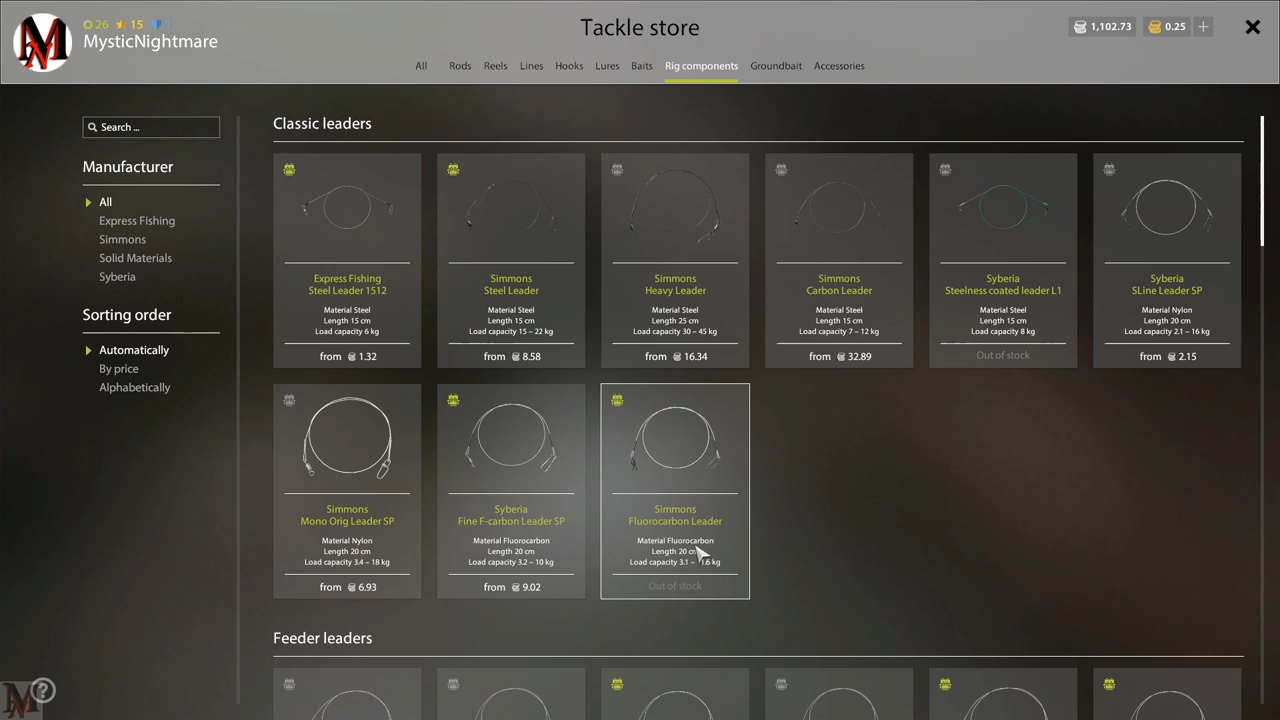 26 15
MysticNightmare
Tackle store
1,102.73 0.25
All Rods Reels Lines Hooks Lures Baits Rig components Groundbait Accessories
Search ...
Manufacturer
All
Express Fishing
Simmons
Solid Materials
Syberia
Sorting order
Automatically
By price
Alphabetically
Classic leaders
Express Fishing
Steel Leader 1512
Material Steel
Length 15 cm
Load capacity 6 kg
from 1.32
Simmons
Steel Leader
Material Steel
Length 15 cm
Load capacity 15 – 22 kg
from 8.58
Simmons
Heavy Leader
Material Steel
Length 25 cm
Load capacity 30 – 45 kg
from 16.34
Simmons
Carbon Leader
Material Steel
Length 15 cm
Load capacity 7 – 12 kg
from 32.89
Syberia
Steelness coated leader L1
Material Steel
Length 15 cm
Load capacity 8 kg
Out of stock
Syberia
SLine Leader SP
Material Nylon
Length 20 cm
Load capacity 2.1 – 16 kg
from 2.15
Simmons
Mono Orig Leader SP
Material Nylon
Length 20 cm
Load capacity 3.4 – 18 kg
from 6.93
Syberia
Fine F-carbon Leader SP
Material Fluorocarbon
Length 20 cm
Load capacity 3.2 – 10 kg
from 9.02
Simmons
Fluorocarbon Leader
Material Fluorocarbon
Length 20 cm
Load capacity 3.1 – kg
Out of stock
Feeder leaders